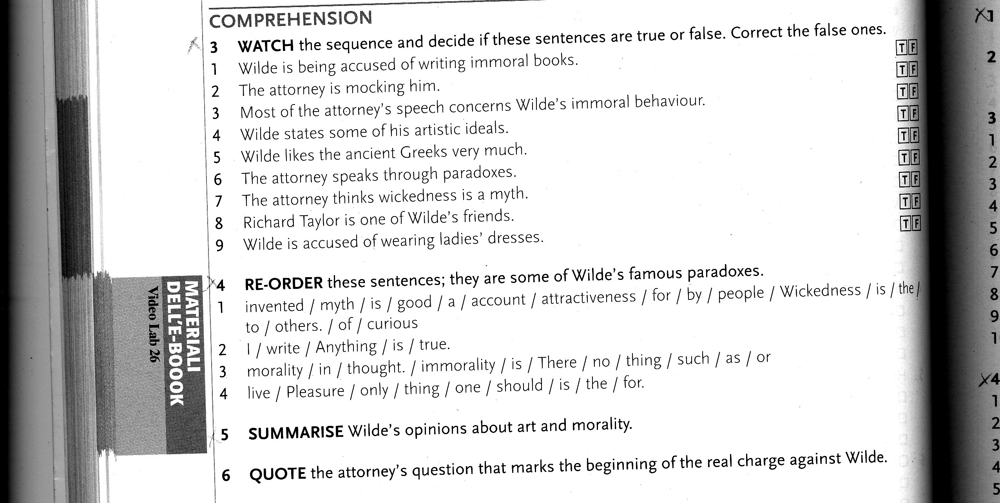 COMPREHENSION
3 WATCH the sequence and decide if these sentences are true or false. Correct the false ones.
1 Wilde is being accused of writing immoral books. T F
2 The attorney is mocking him. T F
3 Most of the attorney's speech concerns Wilde's immoral behaviour. T F
4 Wilde states some of his artistic ideals. T F
5 Wilde likes the ancient Greeks very much. T F
6 The attorney speaks through paradoxes. T F
7 The attorney thinks wickedness is a myth. T F
8 Richard Taylor is one of Wilde's friends. T F
9 Wilde is accused of wearing ladies' dresses. T F
4 RE-ORDER these sentences; they are some of Wilde's famous paradoxes.
1 invented / myth / is / good / a / account / attractiveness / for / by / people / Wickedness / is / the /
to / others. / of / curious
2 I / write / Anything / is / true.
3 morality / in / thought. / immorality / is / There / no / thing / such / as / or
4 live / Pleasure / only / thing / one / should / is / the / for.
5 SUMMARISE Wilde's opinions about art and morality.
6 QUOTE the attorney's question that marks the beginning of the real charge against Wilde.
MATERIALI
DELL'E-BOOOK
Video Lab 26
X1
2
3
1
2
3
4
5
6
7
8
9
1
X4
1
2
3
4
5